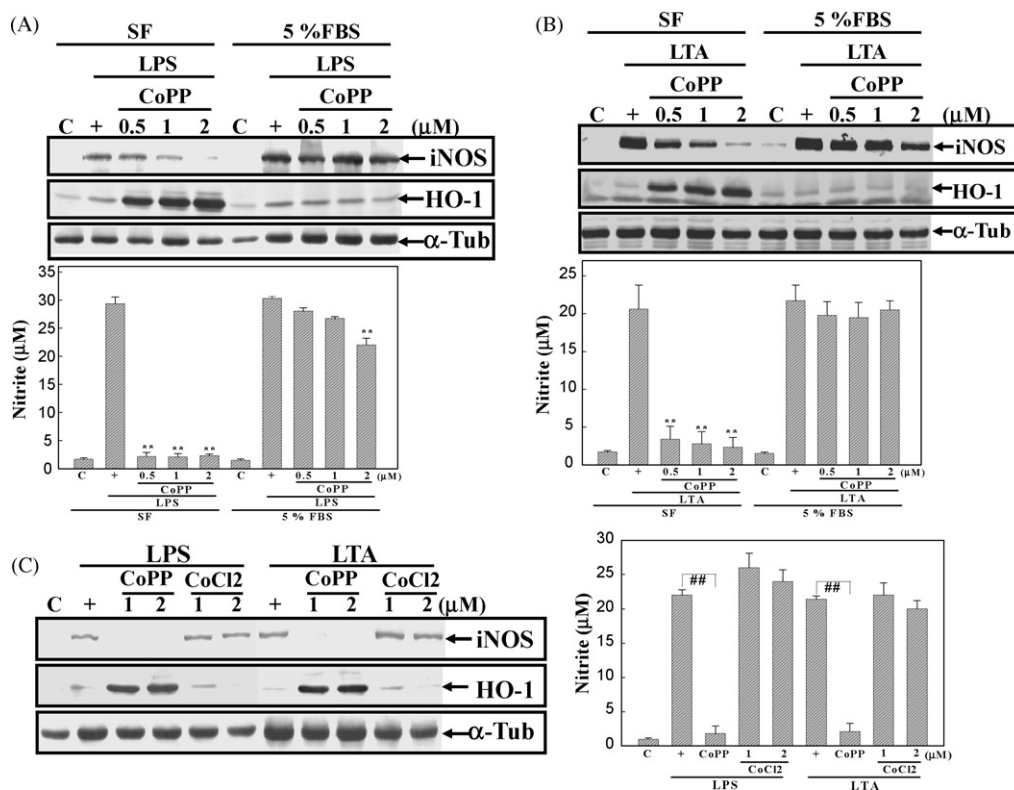 (A)
SF 5 %FBS
LPS LPS
CoPP CoPP
C + 0.5 1 2 C + 0.5 1 2 (μM)
iNOS
HO-1
α-Tub
Nitrite (μM)
40
30
20
10
0
** ** ** **
C + 0.5 1 2 C + 0.5 1 2 (μM)
CoPP CoPP
LPS LPS
SF 5 % FBS
(B)
SF 5 %FBS
LTA LTA
CoPP CoPP
C + 0.5 1 2 C + 0.5 1 2 (μM)
iNOS
HO-1
α-Tub
Nitrite (μM)
25
20
15
10
5
0
** ** **
C + 0.5 1 2 C + 0.5 1 2 (μM)
CoPP CoPP
LTA LTA
SF 5 % FBS
(C)
LPS LTA
CoPP CoCl2 CoPP CoCl2
C + 1 2 1 2 + 1 2 1 2 (μM)
iNOS
HO-1
α-Tub
Nitrite (μM)
30
25
20
15
10
5
0
## ##
C + CoPP 1 2 + CoPP 1 2 (μM)
CoCl2 CoCl2
LPS LTA